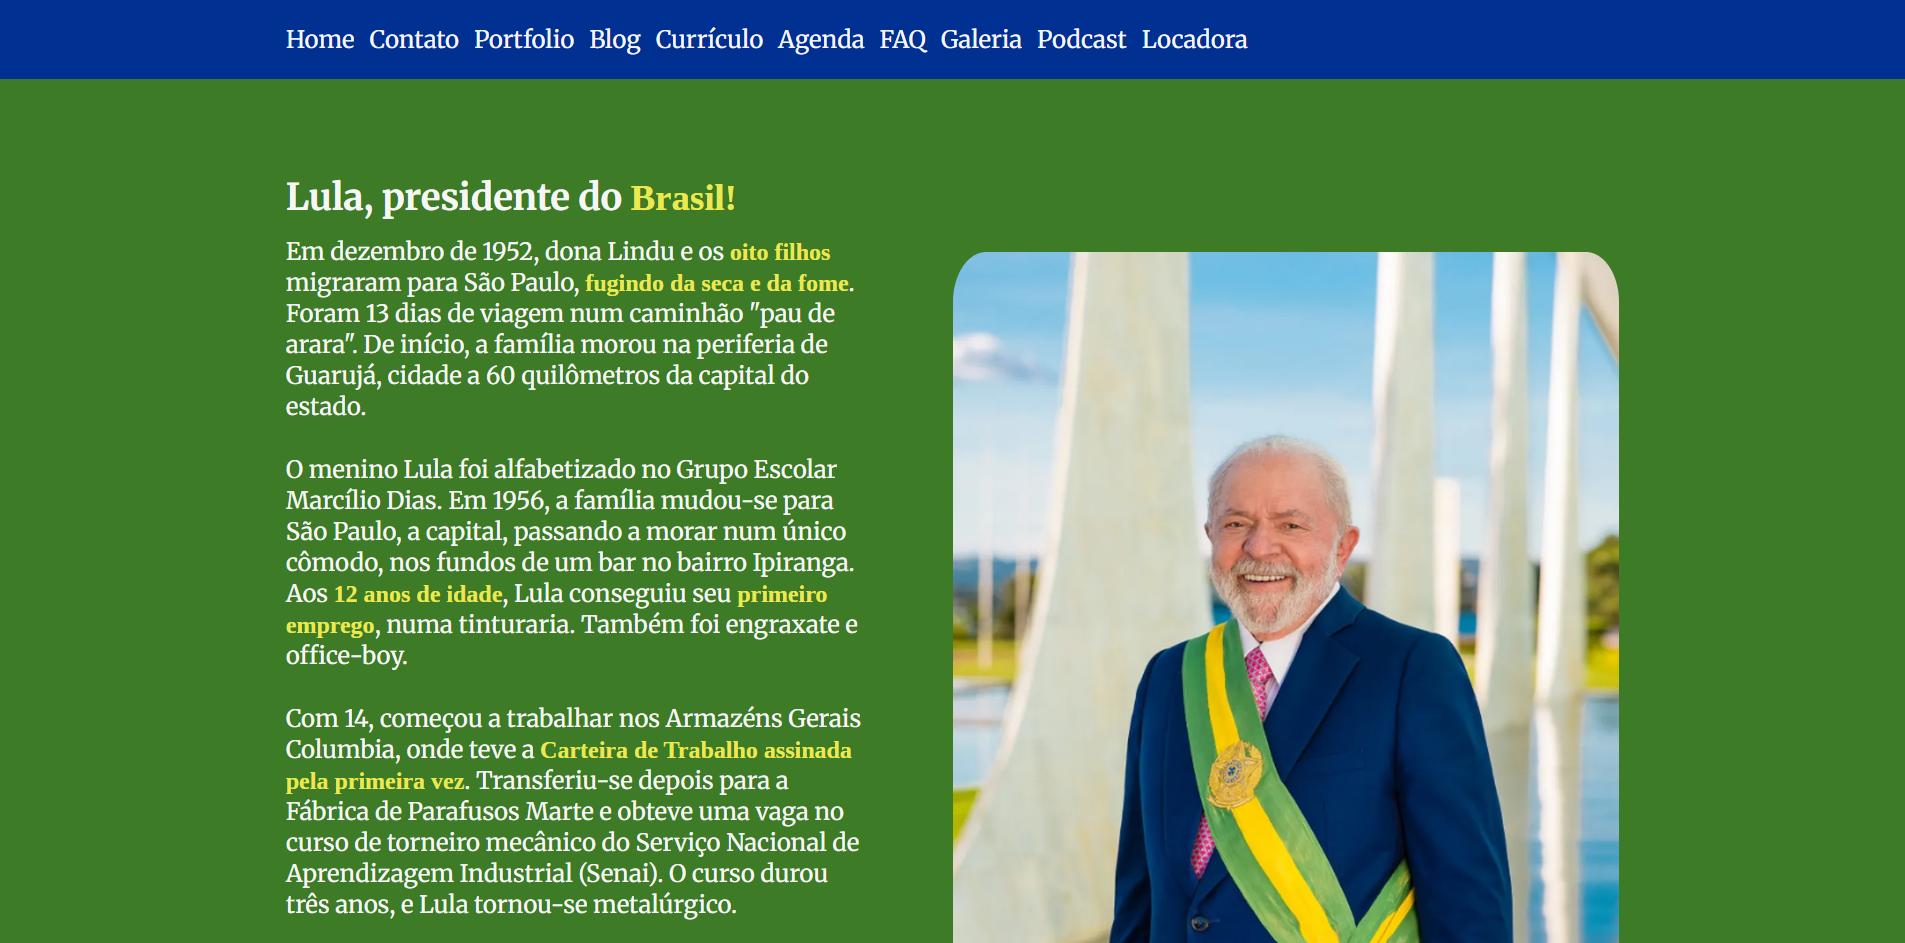 Home Contato Portfolio Blog Currículo Agenda FAQ Galeria Podcast Locadora
Lula, presidente do Brasil!
Em dezembro de 1952, dona Lindu e os oito filhos
migraram para São Paulo, fugindo da seca e da fome.
Foram 13 dias de viagem num caminhão "pau de
arara". De início, a família morou na periferia de
Guarujá, cidade a 60 quilômetros da capital do
estado.
O menino Lula foi alfabetizado no Grupo Escolar
Marcílio Dias. Em 1956, a família mudou-se para
São Paulo, a capital, passando a morar num único
cômodo, nos fundos de um bar no bairro Ipiranga.
Aos 12 anos de idade, Lula conseguiu seu primeiro
emprego, numa tinturaria. Também foi engraxate e
office-boy.
Com 14, começou a trabalhar nos Armazéns Gerais
Columbia, onde teve a Carteira de Trabalho assinada
pela primeira vez. Transferiu-se depois para a
Fábrica de Parafusos Marte e obteve uma vaga no
curso de torneiro mecânico do Serviço Nacional de
Aprendizagem Industrial (Senai). O curso durou
três anos, e Lula tornou-se metalúrgico.